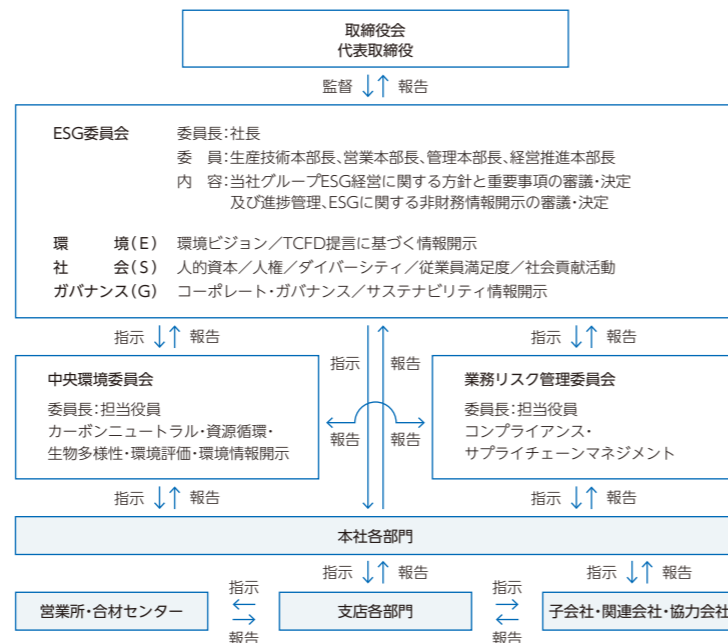 取締役会
代表取締役
監督 報告
ESG委員会 委員長：社長
委　員：生産技術本部長、営業本部長、管理本部長、経営推進本部長
内　容：当社グループESG経営に関する方針と重要事項の審議・決定
及び進捗管理、ESGに関する非財務情報開示の審議・決定
環　境（E） 環境ビジョン／TCFD提言に基づく情報開示
社　会（S） 人的資本／人権／ダイバーシティ／従業員満足度／社会貢献活動
ガバナンス（G） コーポレート・ガバナンス／サステナビリティ情報開示
指示 報告
指示 報告
指示 報告
中央環境委員会
委員長：担当役員
カーボンニュートラル・資源循環・
生物多様性・環境評価・環境情報開示
報告 報告
業務リスク管理委員会
委員長：担当役員
コンプライアンス・
サプライチェーンマネジメント
指示 報告
指示 報告
本社各部門
指示 報告
指示 報告
営業所・合材センター
指示
報告
支店各部門
指示
報告
子会社・関連会社・協力会社